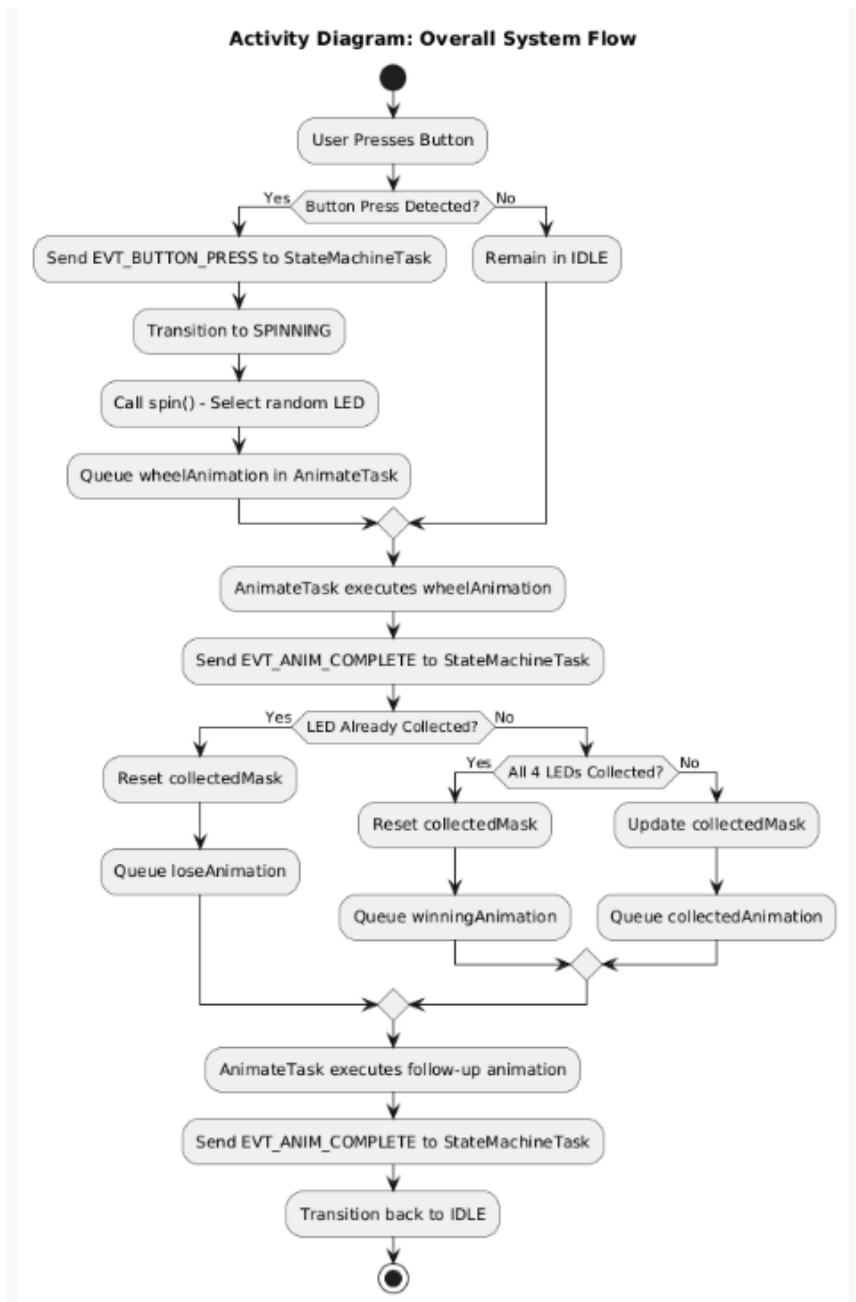 Activity Diagram: Overall System Flow
User Presses Button
Yes
Button Press Detected?
No
Send EVT_BUTTON_PRESS to StateMachineTask
Remain in IDLE
Transition to SPINNING
Call spin() - Select random LED
Queue wheelAnimation in AnimateTask
AnimateTask executes wheelAnimation
Send EVT_ANIM_COMPLETE to StateMachineTask
Yes
LED Already Collected?
No
Reset collectedMask
Queue loseAnimation
Yes
All 4 LEDs Collected?
No
Reset collectedMask
Update collectedMask
Queue winningAnimation
Queue collectedAnimation
AnimateTask executes follow-up animation
Send EVT_ANIM_COMPLETE to StateMachineTask
Transition back to IDLE